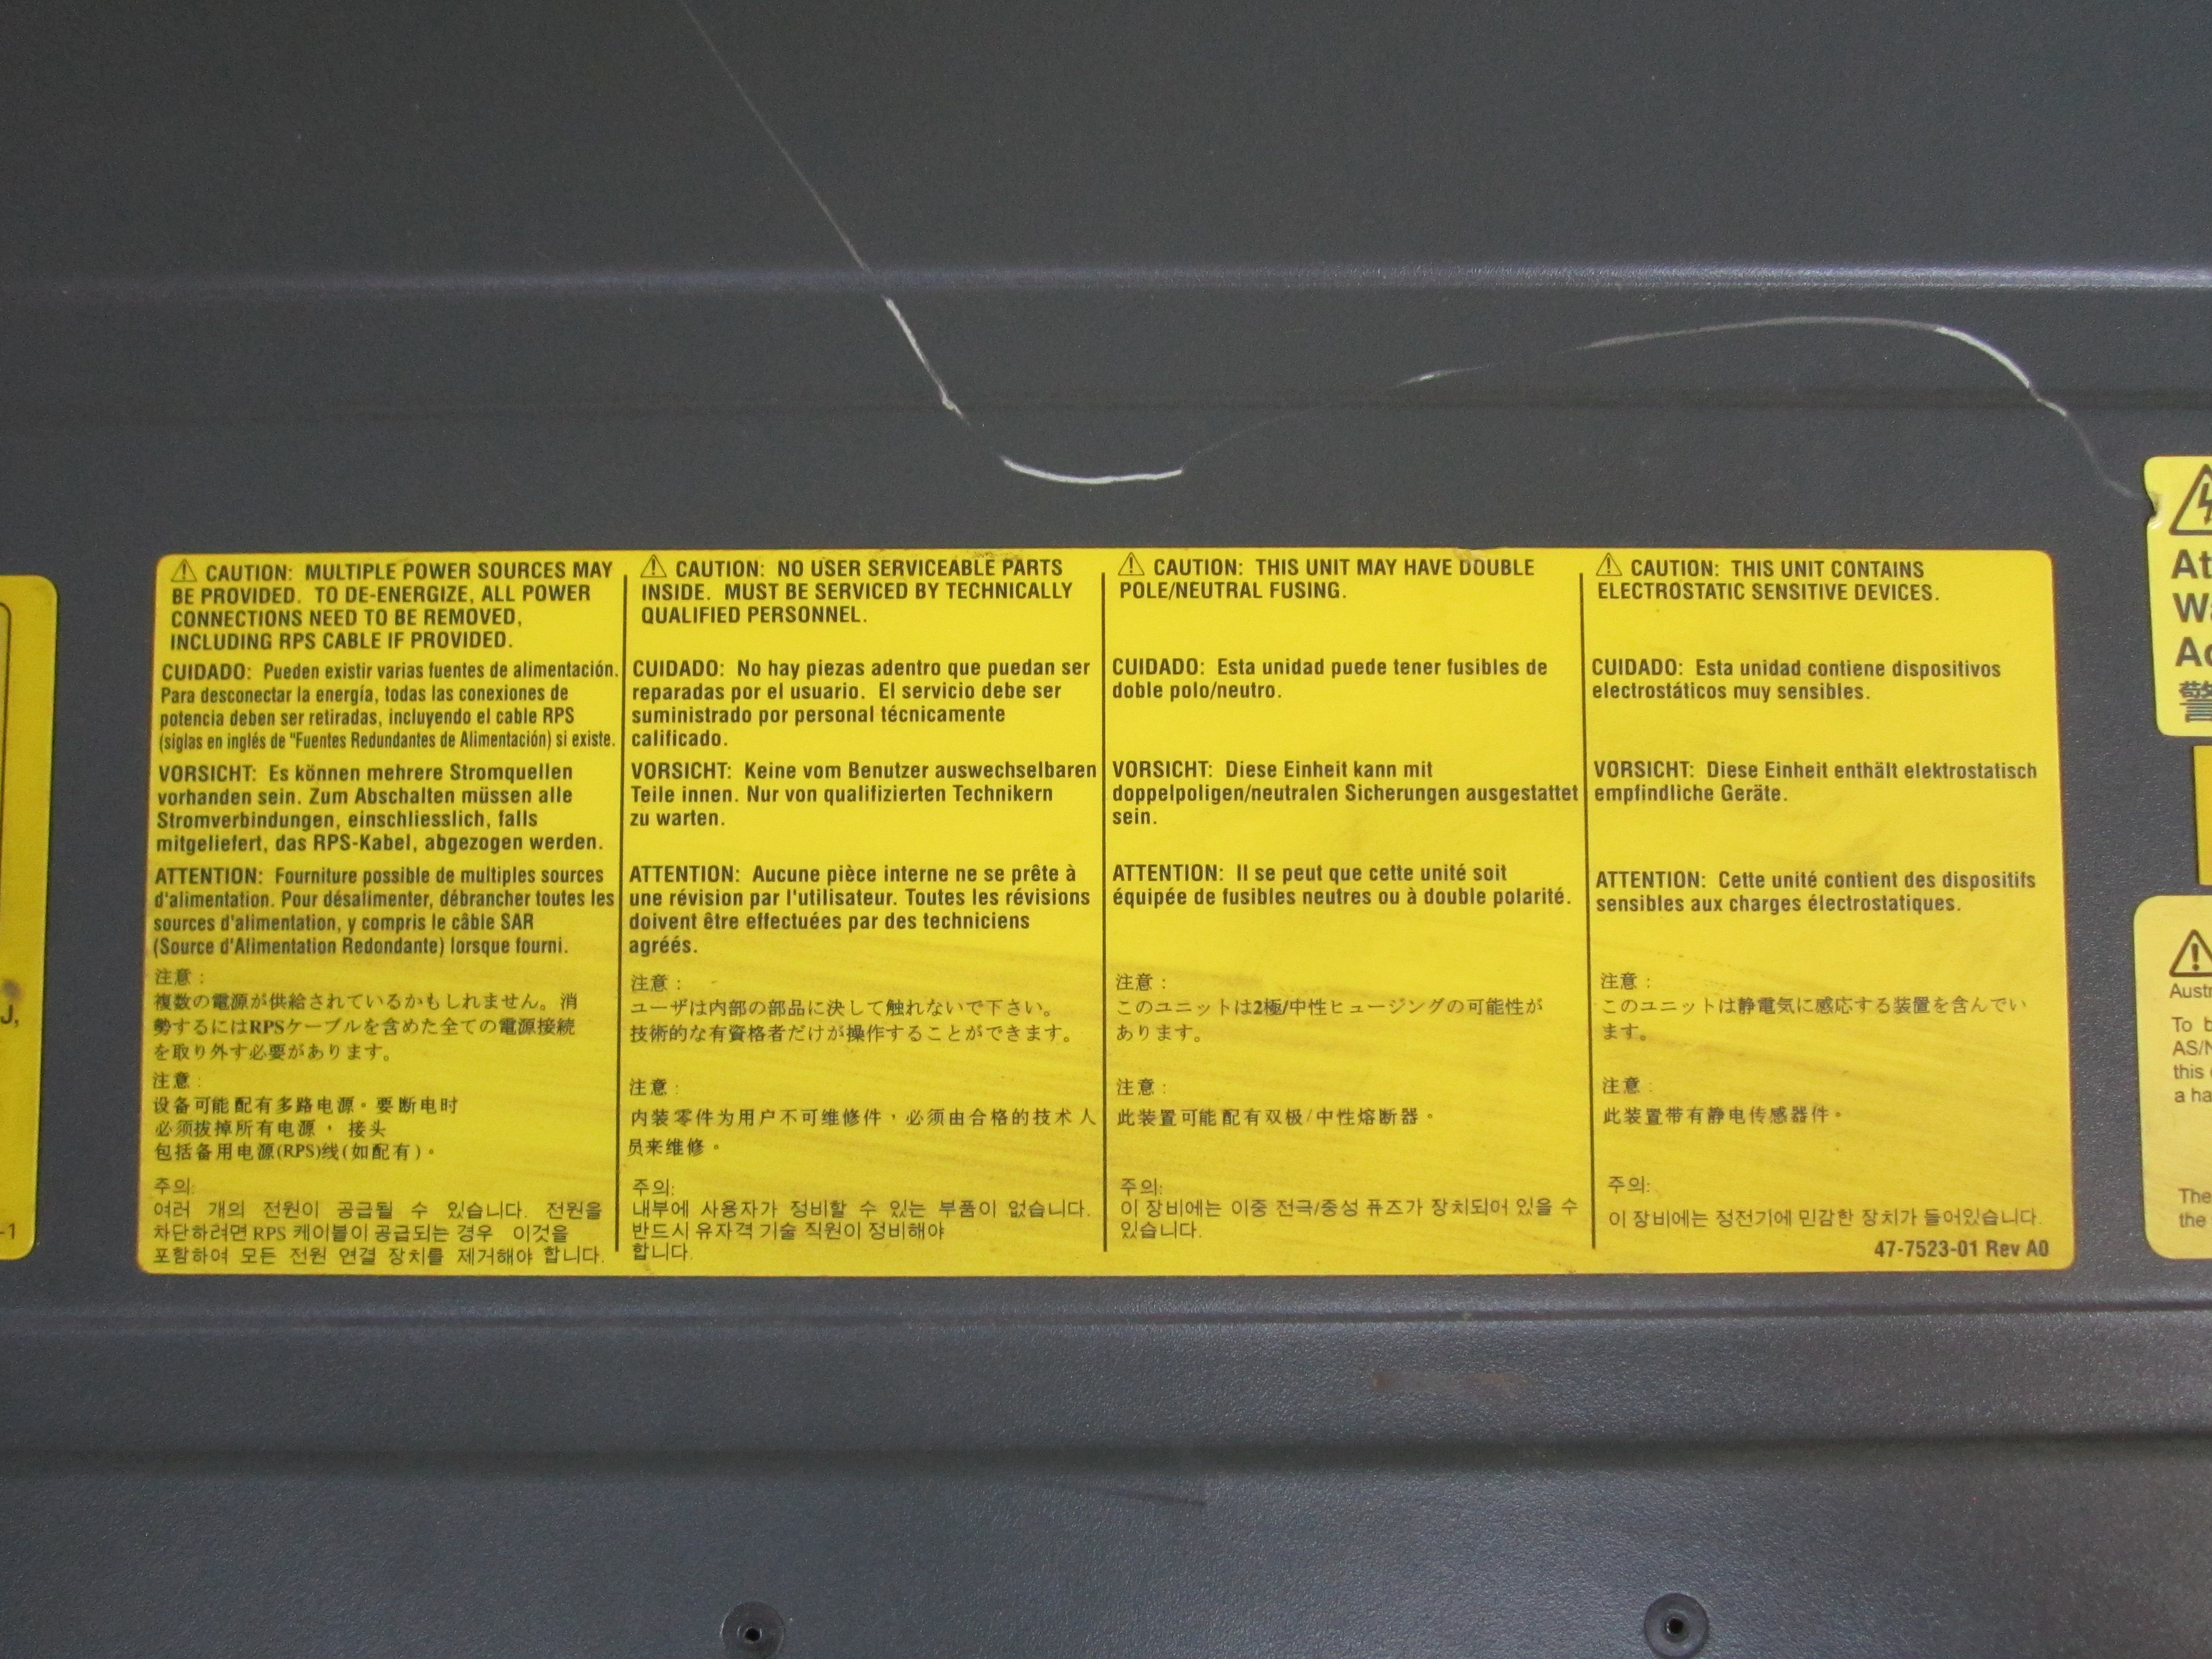 J,
-1
⚠ CAUTION: MULTIPLE POWER SOURCES MAY
BE PROVIDED. TO DE-ENERGIZE, ALL POWER
CONNECTIONS NEED TO BE REMOVED,
INCLUDING RPS CABLE IF PROVIDED.
CUIDADO: Pueden existir varias fuentes de alimentación.
Para desconectar la energía, todas las conexiones de
potencia deben ser retiradas, incluyendo el cable RPS
(siglas en inglés de "Fuentes Redundantes de Alimentación) si existe.
VORSICHT: Es können mehrere Stromquellen
vorhanden sein. Zum Abschalten müssen alle
Stromverbindungen, einschliesslich, falls
mitgeliefert, das RPS-Kabel, abgezogen werden.
ATTENTION: Fourniture possible de multiples sources
d'alimentation. Pour désalimenter, débrancher toutes les
sources d'alimentation, y compris le câble SAR
(Source d'Alimentation Redondante) lorsque fourni.
注意 :
複数の電源が供給されているかもしれません。消
勢するにはRPSケーブルを含めた全ての電源接続
を取り外す必要があります。
注意 :
设备可能配有多路电源。要断电时
必须拔掉所有电源， 接头
包括备用电源(RPS)线(如配有)。
주의:
여러 개의 전원이 공급될 수 있습니다. 전원을
차단하려면 RPS 케이블이 공급되는 경우 이것을
포함하여 모든 전원 연결 장치를 제거해야 합니다.
⚠ CAUTION: NO USER SERVICEABLE PARTS
INSIDE. MUST BE SERVICED BY TECHNICALLY
QUALIFIED PERSONNEL.
CUIDADO: No hay piezas adentro que puedan ser
reparadas por el usuario. El servicio debe ser
suministrado por personal técnicamente
calificado.
VORSICHT: Keine vom Benutzer auswechselbaren
Teile innen. Nur von qualifizierten Technikern
zu warten.
ATTENTION: Aucune pièce interne ne se prête à
une révision par l'utilisateur. Toutes les révisions
doivent être effectuées par des techniciens
agréés.
注意 :
ユーザは内部の部品に決して触れないで下さい。
技術的な有資格者だけが操作することができます。
注意 :
内装零件为用户不可维修件，必须由合格的技术人
员来维修。
주의:
내부에 사용자가 정비할 수 있는 부품이 없습니다.
반드시 유자격 기술 직원이 정비해야
합니다.
⚠ CAUTION: THIS UNIT MAY HAVE DOUBLE
POLE/NEUTRAL FUSING.
CUIDADO: Esta unidad puede tener fusibles de
doble polo/neutro.
VORSICHT: Diese Einheit kann mit
doppelpoligen/neutralen Sicherungen ausgestattet
sein.
ATTENTION: Il se peut que cette unité soit
équipée de fusibles neutres ou à double polarité.
注意 :
このユニットは2極/中性ヒュージングの可能性が
あります。
注意 :
此装置可能配有双极/中性熔断器。
주의:
이 장비에는 이중 전극/중성 퓨즈가 장치되어 있을 수
있습니다.
⚠ CAUTION: THIS UNIT CONTAINS
ELECTROSTATIC SENSITIVE DEVICES.
CUIDADO: Esta unidad contiene dispositivos
electrostáticos muy sensibles.
VORSICHT: Diese Einheit enthält elektrostatisch
empfindliche Geräte.
ATTENTION: Cette unité contient des dispositifs
sensibles aux charges électrostatiques.
注意 :
このユニットは静電気に感応する装置を含んでい
ます。
注意 :
此装置带有静电传感器件。
주의:
이 장비에는 정전기에 민감한 장치가 들어있습니다.
47-7523-01 Rev A0
To
AS/N
this
a ha
The
the